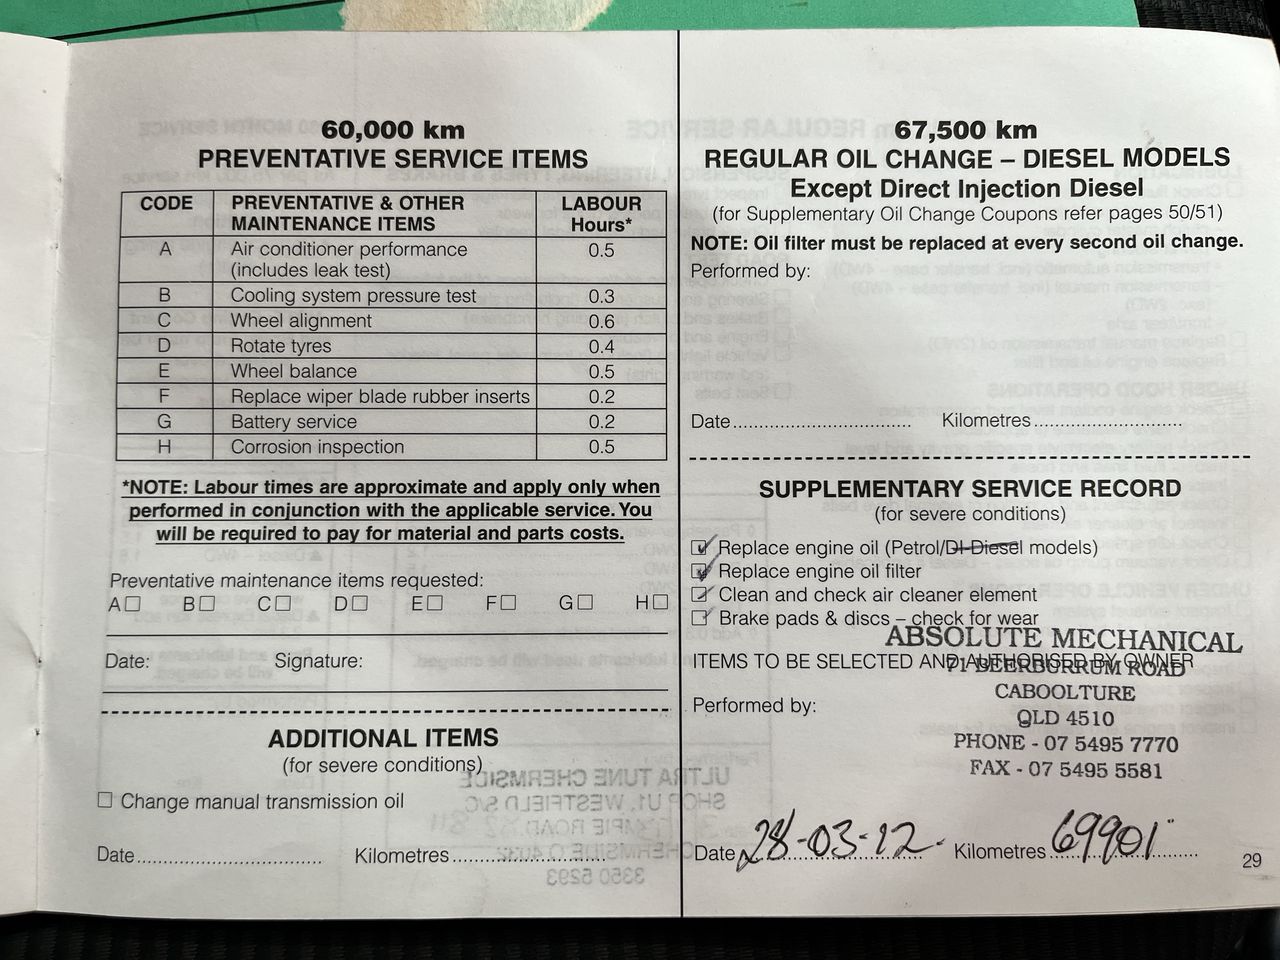 60,000 km
PREVENTATIVE SERVICE ITEMS
CODE PREVENTATIVE & OTHER MAINTENANCE ITEMS LABOUR Hours*
A Air conditioner performance (includes leak test) 0.5
B Cooling system pressure test 0.3
C Wheel alignment 0.6
D Rotate tyres 0.4
E Wheel balance 0.5
F Replace wiper blade rubber inserts 0.2
G Battery service 0.2
H Corrosion inspection 0.5
*NOTE: Labour times are approximate and apply only when
performed in conjunction with the applicable service. You
will be required to pay for material and parts costs.
Preventative maintenance items requested:
A☐ B☐ C☐ D☐ E☐ F☐ G☐ H☐
Date: Signature:
ADDITIONAL ITEMS
(for severe conditions)
☐ Change manual transmission oil
Date.............................. Kilometres..............................
67,500 km
REGULAR OIL CHANGE – DIESEL MODELS
Except Direct Injection Diesel
(for Supplementary Oil Change Coupons refer pages 50/51)
NOTE: Oil filter must be replaced at every second oil change.
Performed by:
Date.............................. Kilometres..............................
SUPPLEMENTARY SERVICE RECORD
(for severe conditions)
☑ Replace engine oil (Petrol/DI-Diesel models)
☑ Replace engine oil filter
☑ Clean and check air cleaner element
☑ Brake pads & discs – check for wear
ABSOLUTE MECHANICAL
ITEMS TO BE SELECTED AND AUTHORISED BY OWNER
71 BEERBURRUM ROAD
CABOOLTURE
Performed by:
QLD 4510
PHONE - 07 5495 7770
FAX - 07 5495 5581
Date 28-03-12. Kilometres 69901
29